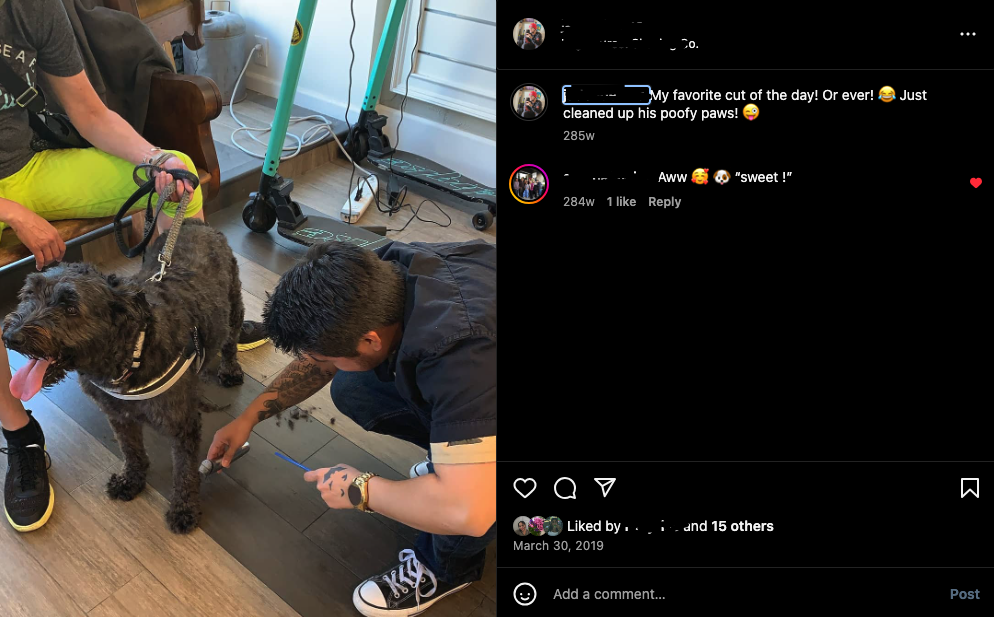 Co.
My favorite cut of the day! Or ever! 😂 Just
cleaned up his poofy paws! 😜
285w
Aww 🥰 🐶 “sweet !”
284w 1 like Reply
Liked by and 15 others
March 30, 2019
Add a comment... Post